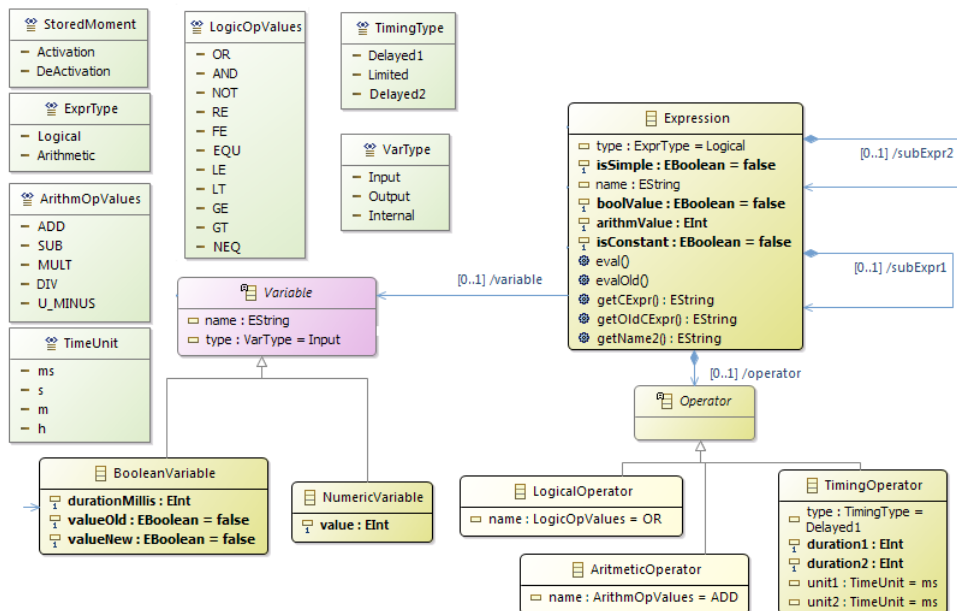 StoredMoment
Activation
DeActivation
ExprType
Logical
Arithmetic
ArithmOpValues
ADD
SUB
MULT
DIV
U_MINUS
TimeUnit
ms
s
m
h
LogicOpValues
OR
AND
NOT
RE
FE
EQU
LE
LT
GE
GT
NEQ
TimingType
Delayed1
Limited
Delayed2
VarType
Input
Output
Internal
Expression
type : ExprType = Logical
isSimple : EBoolean = false
name : EString
boolValue : EBoolean = false
arithmValue : EInt
isConstant : EBoolean = false
eval()
evalOld()
getCExpr() : EString
getOldCExpr() : EString
getName2() : EString
[0..1] /subExpr2
[0..1] /subExpr1
[0..1] /variable
[0..1] /operator
Variable
name : EString
type : VarType = Input
Operator
BooleanVariable
durationMillis : EInt
valueOld : EBoolean = false
valueNew : EBoolean = false
NumericVariable
value : EInt
LogicalOperator
name : LogicOpValues = OR
AritmeticOperator
name : ArithmOpValues = ADD
TimingOperator
type : TimingType =
Delayed1
duration1 : EInt
duration2 : EInt
unit1 : TimeUnit = ms
unit2 : TimeUnit = ms